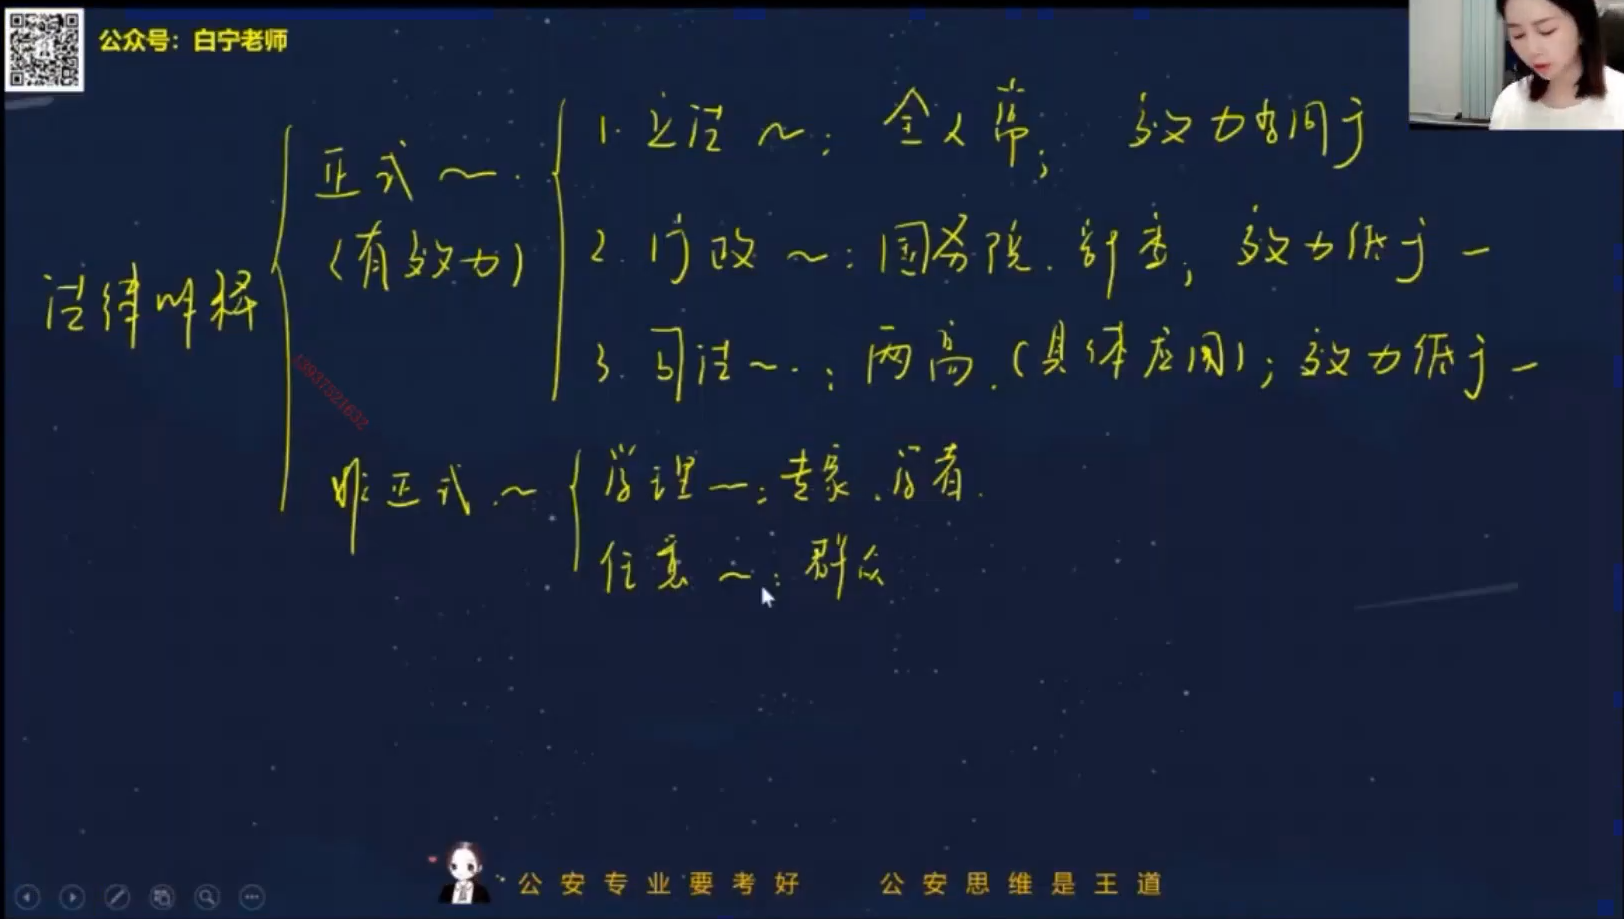 公众号：白宁老师
法律解释
正式～
（有效力）
1. 立法～：全人常； 效力等同于
2. 行政～：国务院、 效力低于一
3. 司法～：两高（具体应用）；效力低于一
13937521632
非正式～
学理～：专家、学者
任意～：群众
公安专业要考好 公安思维是王道